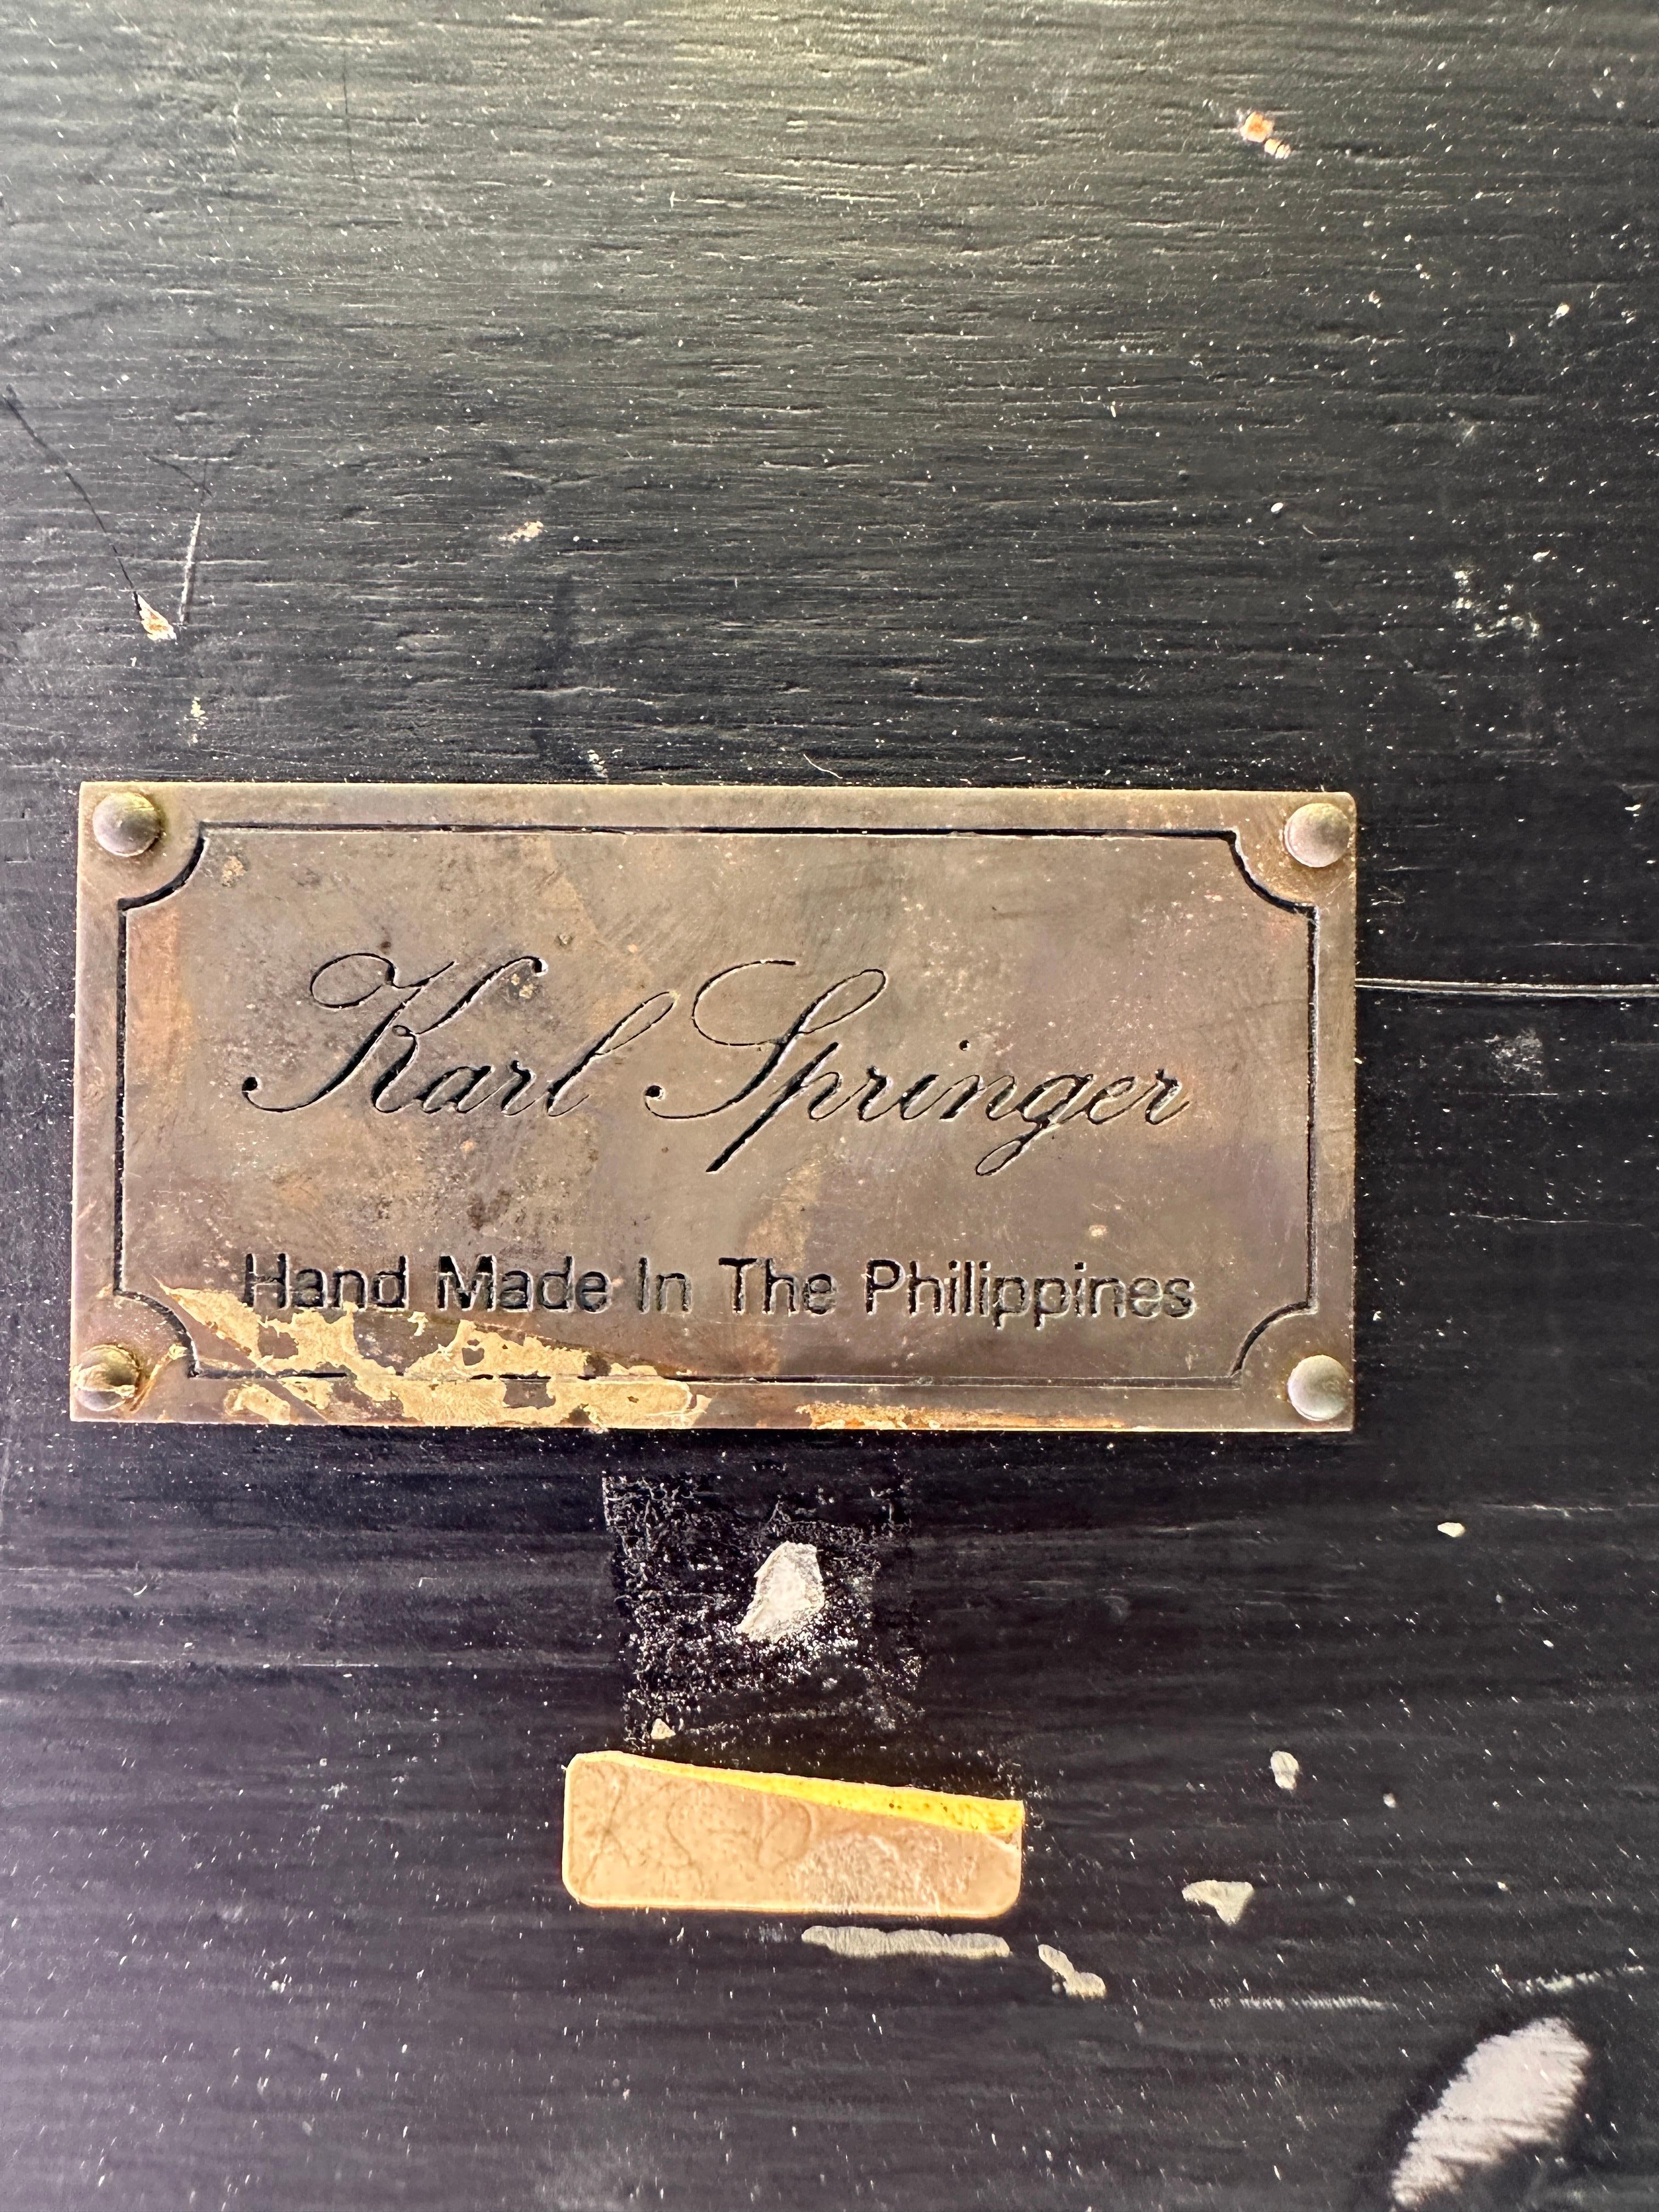 Karl Springer
Hand Made In The Philippines